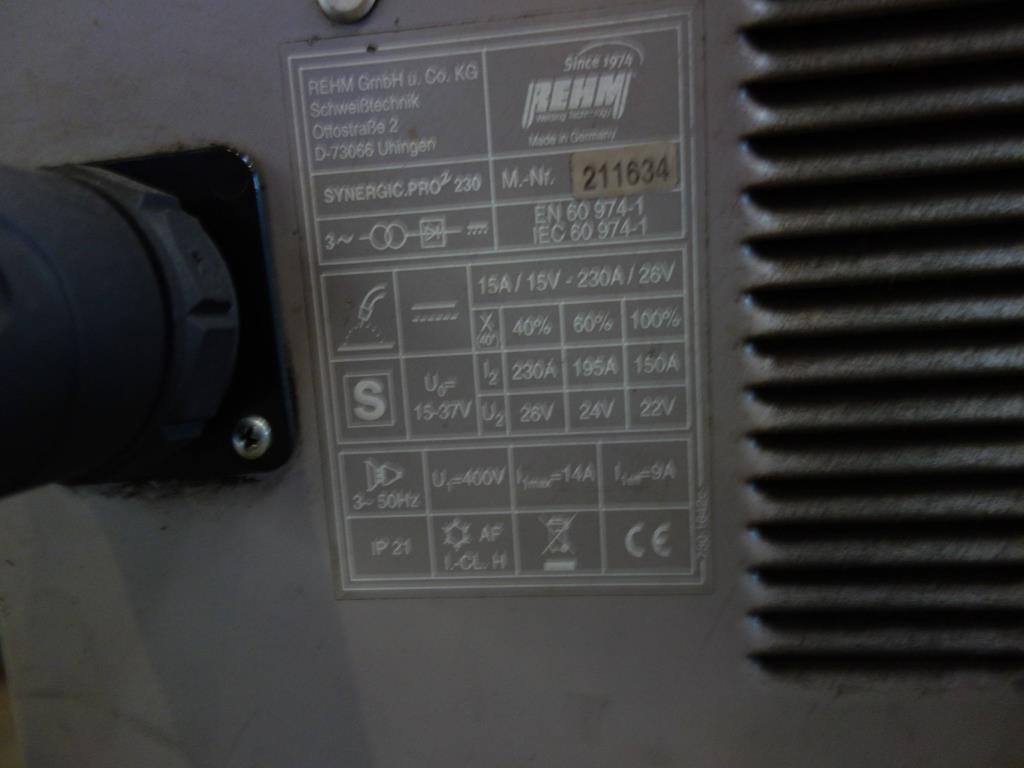 REHM GmbH u. Co. KG
Schweißtechnik
Ottostraße 2
D-73066 Uhingen
Since 1974
REHM
Welding Technology
Made in Germany
SYNERGIC.PRO² 230
M.-Nr. 211634
3~
EN 60 974-1
IEC 60 974-1
15A / 15V - 230A / 26V
X 40° 40% 60% 100%
I2 230A 195A 150A
S
U0=
15-37V
U2 26V 24V 22V
3~ 50Hz
U1=400V
I1max=14A
I1eff=9A
IP 21
AF
I.-CL. H
CE